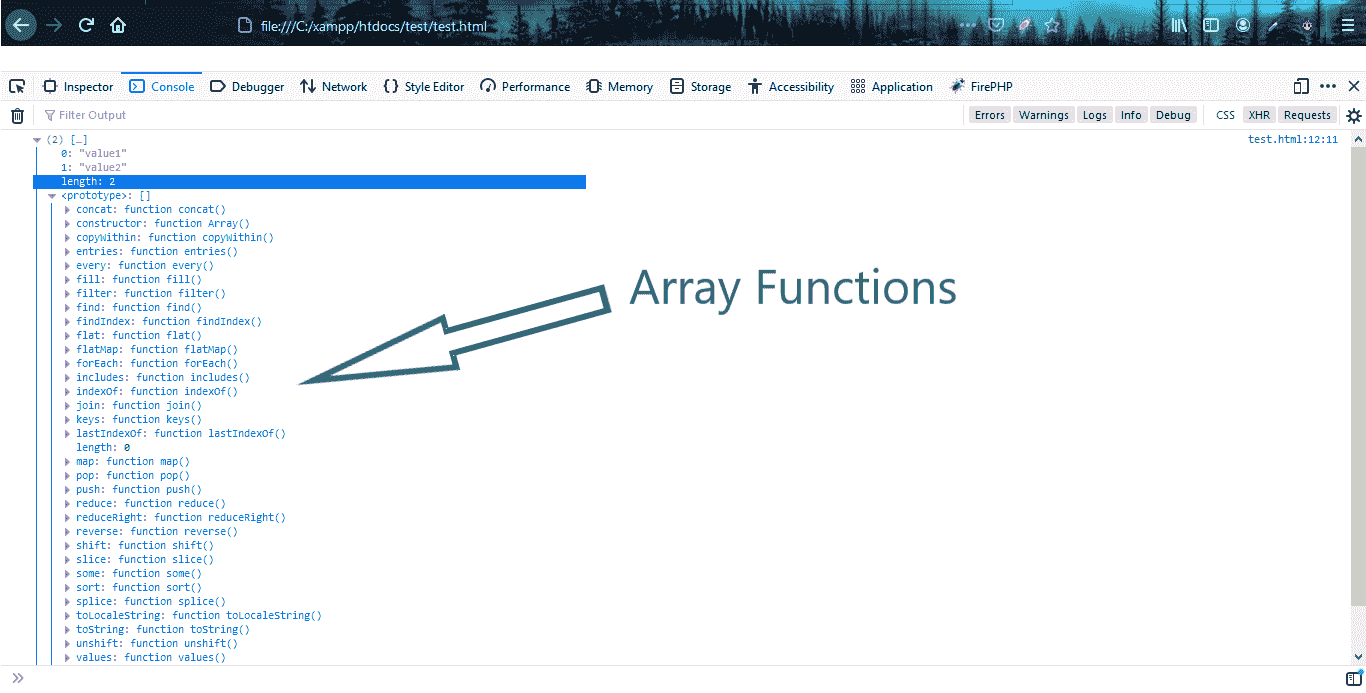 file:///C:/xampp/htdocs/test/test.html
Inspector Console Debugger Network Style Editor Performance Memory Storage Accessibility Application FirePHP
Filter Output Errors Warnings Logs Info Debug CSS XHR Requests
(2) […] test.html:12:11
0: "value1"
1: "value2"
length: 2
<prototype>: []
concat: function concat()
constructor: function Array()
copyWithin: function copyWithin()
entries: function entries()
every: function every()
fill: function fill()
filter: function filter()
find: function find()
findIndex: function findIndex()
flat: function flat()
flatMap: function flatMap()
forEach: function forEach()
includes: function includes()
indexOf: function indexOf()
join: function join()
keys: function keys()
lastIndexOf: function lastIndexOf()
length: 0
map: function map()
pop: function pop()
push: function push()
reduce: function reduce()
reduceRight: function reduceRight()
reverse: function reverse()
shift: function shift()
slice: function slice()
some: function some()
sort: function sort()
splice: function splice()
toLocaleString: function toLocaleString()
toString: function toString()
unshift: function unshift()
values: function values()
Array Functions